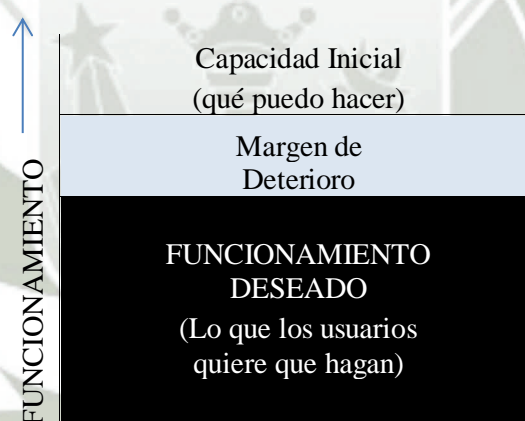 Capacidad Inicial
(qué puedo hacer)
Margen de
Deterioro
FUNCIONAMIENTO
DESEADO
(Lo que los usuarios
quiere que hagan)
FUNCIONAMIENTO